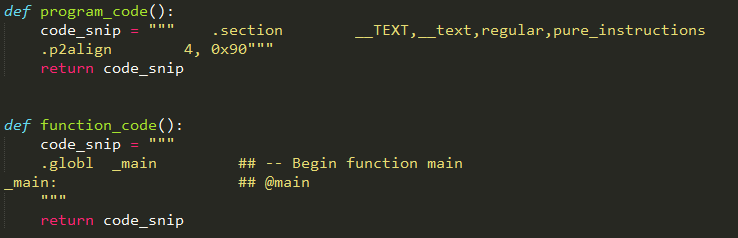 def program_code():
    code_snip = """    .section        __TEXT,__text,regular,pure_instructions
    .p2align        4, 0x90"""
    return code_snip
def function_code():
    code_snip = """
    .globl  _main          ## -- Begin function main
_main:                     ## @main
    """
    return code_snip